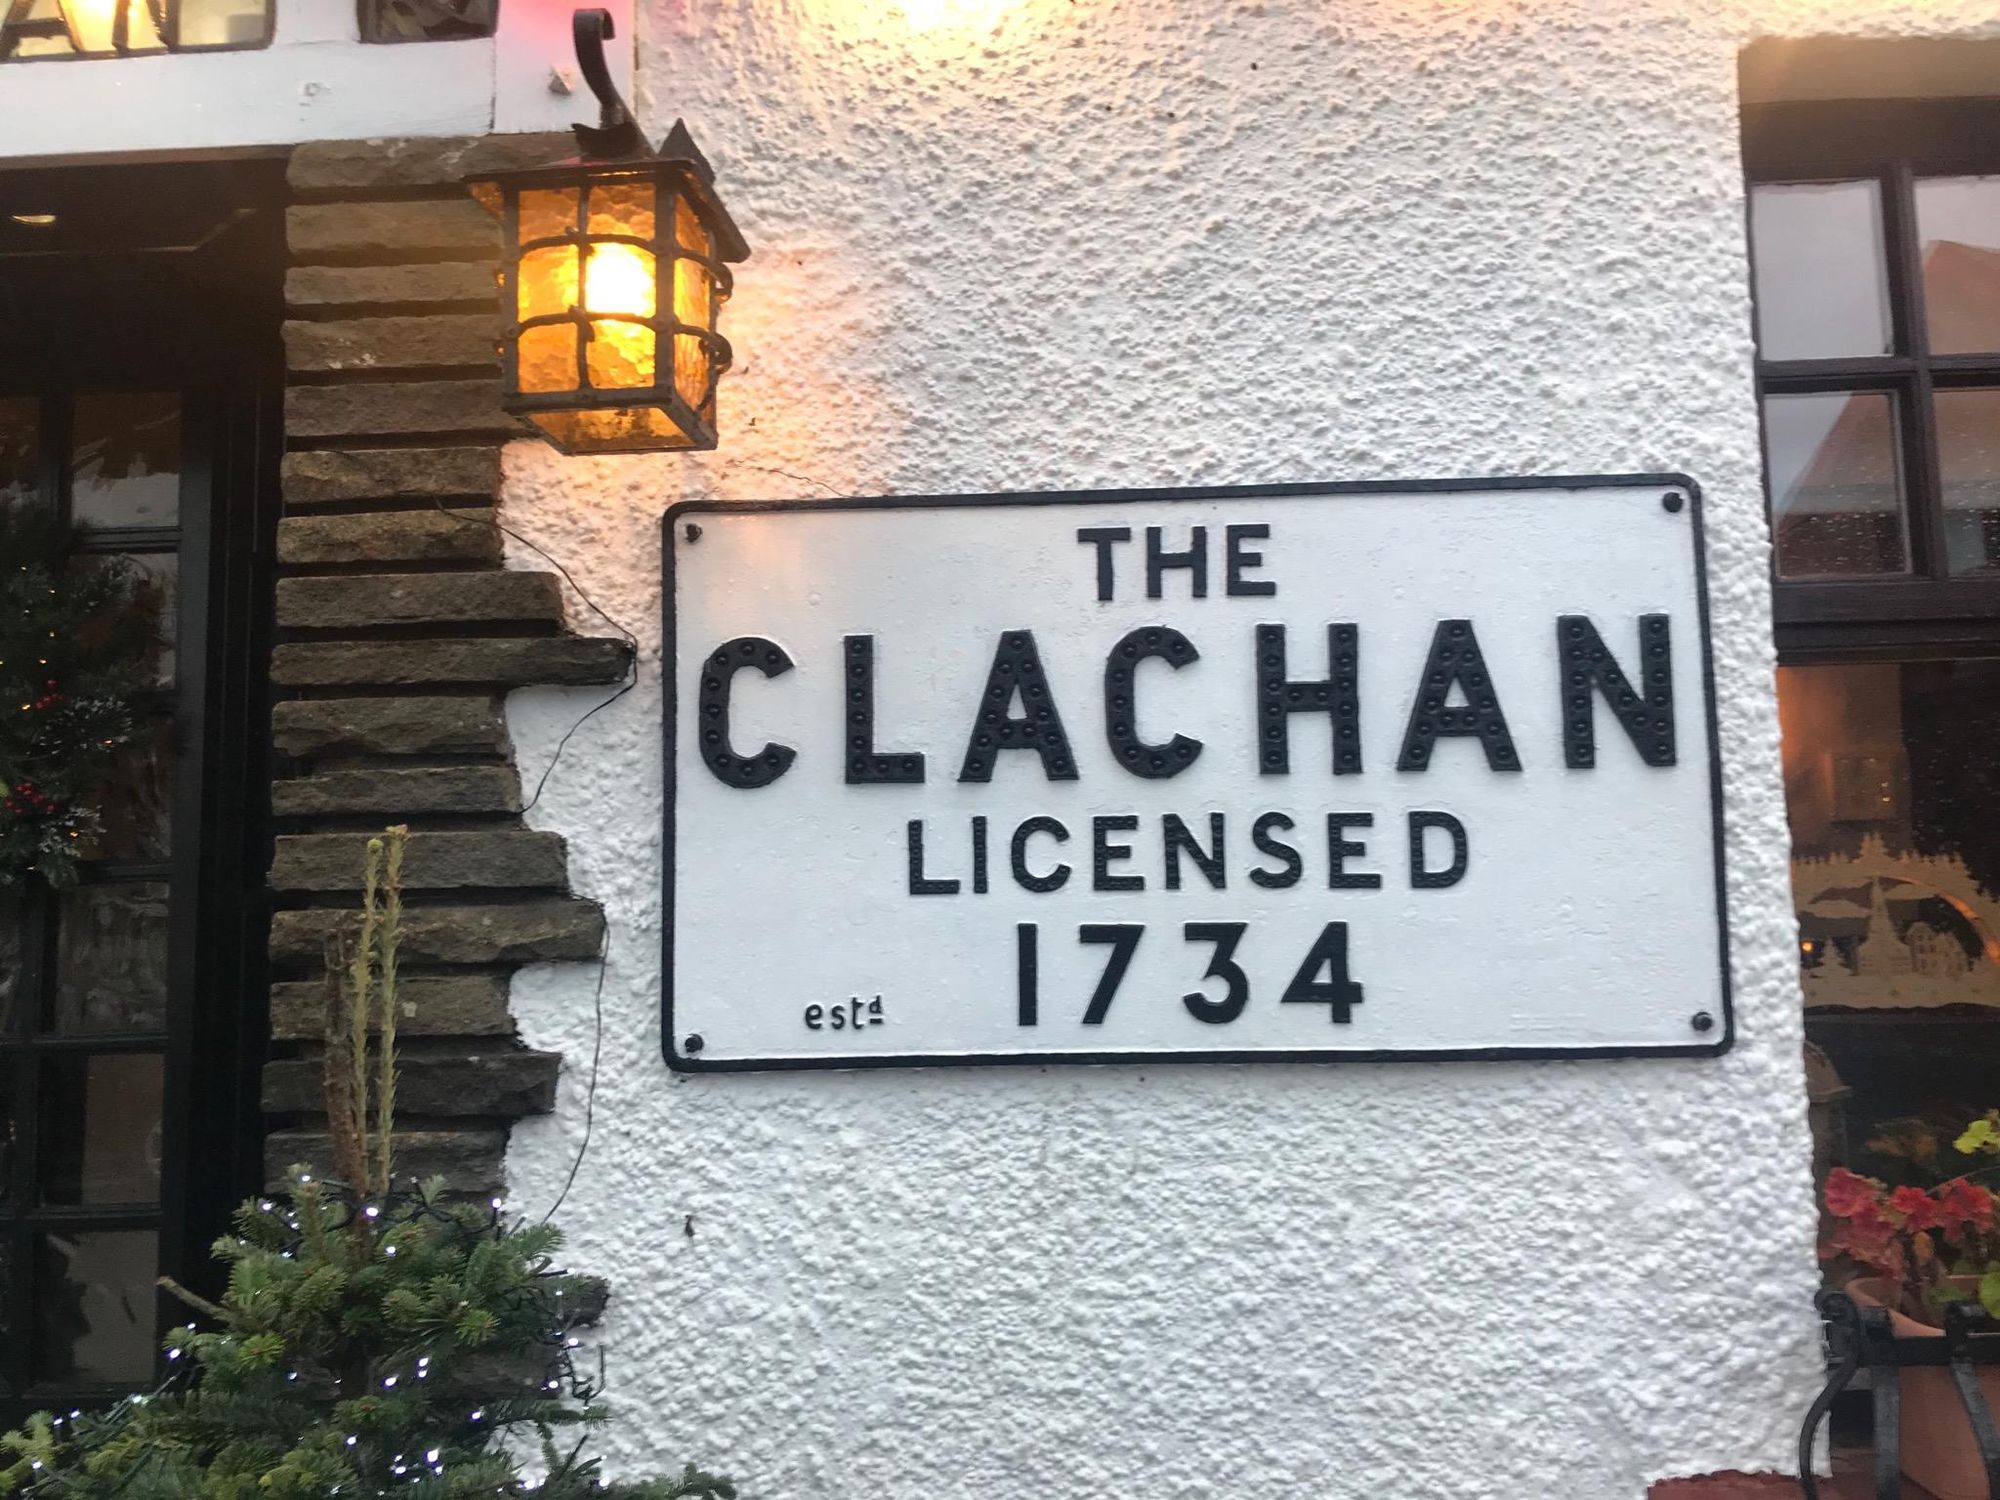 THE
CLACHAN
LICENSED
estd 1734